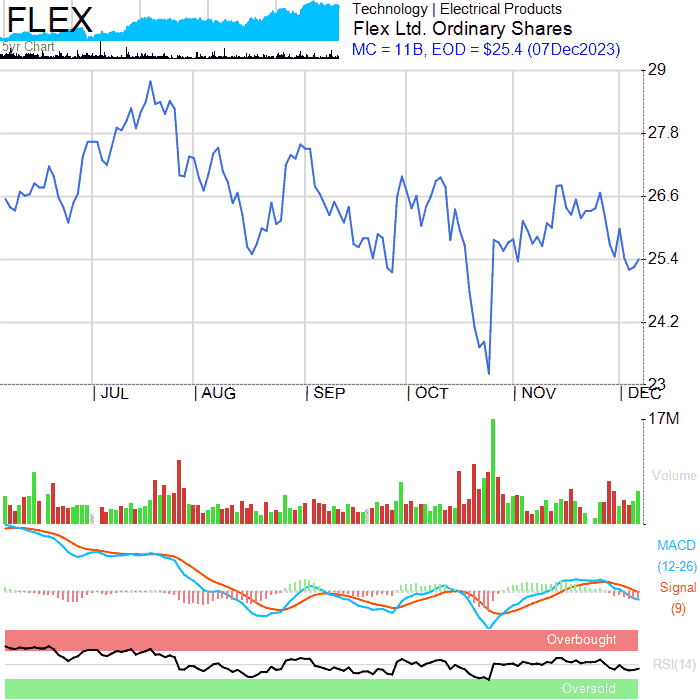 FLEX
5yr Chart
Technology | Electrical Products
Flex Ltd. Ordinary Shares
MC = 11B, EOD = $25.4 (07Dec2023)
29
27.8
26.6
25.4
24.2
23
JUL AUG SEP OCT NOV DEC
17M
Volume
MACD
(12-26)
Signal
(9)
Overbought
RSI(14)
Oversold